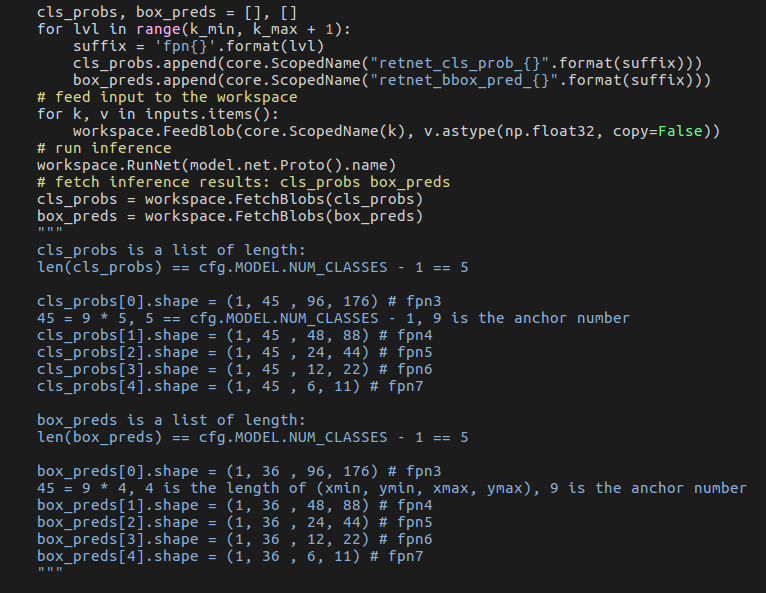 cls_probs, box_preds = [], []
for lvl in range(k_min, k_max + 1):
    suffix = 'fpn{}'.format(lvl)
    cls_probs.append(core.ScopedName("retnet_cls_prob_{}".format(suffix)))
    box_preds.append(core.ScopedName("retnet_bbox_pred_{}".format(suffix)))
# feed input to the workspace
for k, v in inputs.items():
    workspace.FeedBlob(core.ScopedName(k), v.astype(np.float32, copy=False))
# run inference
workspace.RunNet(model.net.Proto().name)
# fetch inference results: cls_probs box_preds
cls_probs = workspace.FetchBlobs(cls_probs)
box_preds = workspace.FetchBlobs(box_preds)
"""
cls_probs is a list of length:
len(cls_probs) == cfg.MODEL.NUM_CLASSES - 1 == 5

cls_probs[0].shape = (1, 45 , 96, 176) # fpn3
45 = 9 * 5, 5 == cfg.MODEL.NUM_CLASSES - 1, 9 is the anchor number
cls_probs[1].shape = (1, 45 , 48, 88) # fpn4
cls_probs[2].shape = (1, 45 , 24, 44) # fpn5
cls_probs[3].shape = (1, 45 , 12, 22) # fpn6
cls_probs[4].shape = (1, 45 , 6, 11) # fpn7

box_preds is a list of length:
len(box_preds) == cfg.MODEL.NUM_CLASSES - 1 == 5

box_preds[0].shape = (1, 36 , 96, 176) # fpn3
45 = 9 * 4, 4 is the length of (xmin, ymin, xmax, ymax), 9 is the anchor number
box_preds[1].shape = (1, 36 , 48, 88) # fpn4
box_preds[2].shape = (1, 36 , 24, 44) # fpn5
box_preds[3].shape = (1, 36 , 12, 22) # fpn6
box_preds[4].shape = (1, 36 , 6, 11) # fpn7
"""